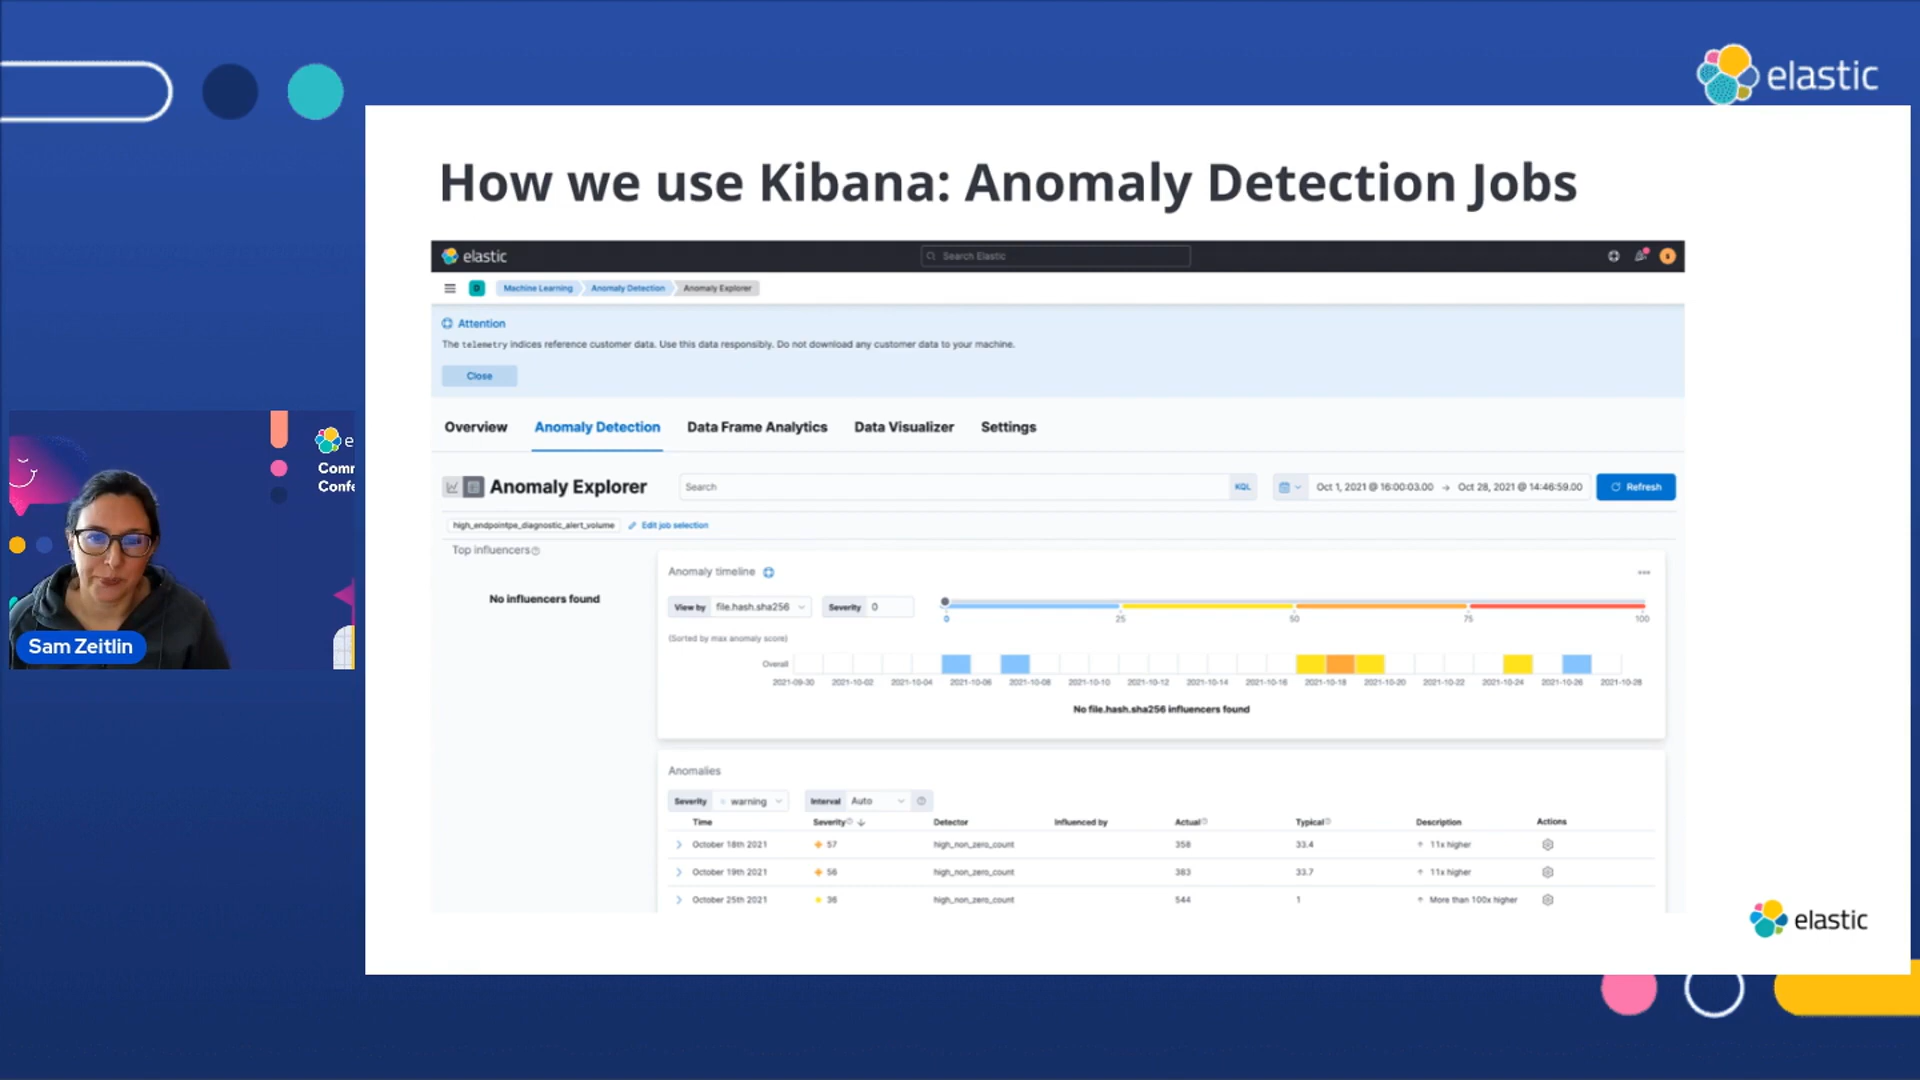 elastic
How we use Kibana: Anomaly Detection Jobs
elastic
Search Elastic
Machine Learning
Anomaly Detection
Anomaly Explorer
Attention
The telemetry indices reference customer data. Use this data responsibly. Do not download any customer data to your machine.
Close
Overview
Anomaly Detection
Data Frame Analytics
Data Visualizer
Settings
Anomaly Explorer
Search
KQL
Oct 1, 2021 @ 16:00:03.00 → Oct 28, 2021 @ 14:46:59.00
Refresh
high_endpointpe_diagnostic_alert_volume
Edit job selection
Top influencers
No influencers found
Anomaly timeline
View by file.hash.sha256
Severity 0
0 25 50 75 100
(Sorted by max anomaly score)
Overall
2021-09-30 2021-10-02 2021-10-04 2021-10-06 2021-10-08 2021-10-10 2021-10-12 2021-10-14 2021-10-16 2021-10-18 2021-10-20 2021-10-22 2021-10-24 2021-10-26 2021-10-28
No file.hash.sha256 influencers found
Anomalies
Severity warning
Interval Auto
Time Severity Detector Influenced by Actual Typical Description Actions
October 18th 2021 57 high_non_zero_count 358 33.4 ↑ 11x higher
October 19th 2021 56 high_non_zero_count 383 33.7 ↑ 11x higher
October 25th 2021 36 high_non_zero_count 544 1 ↑ More than 100x higher
elastic
e
Comm
Confe
Sam Zeitlin